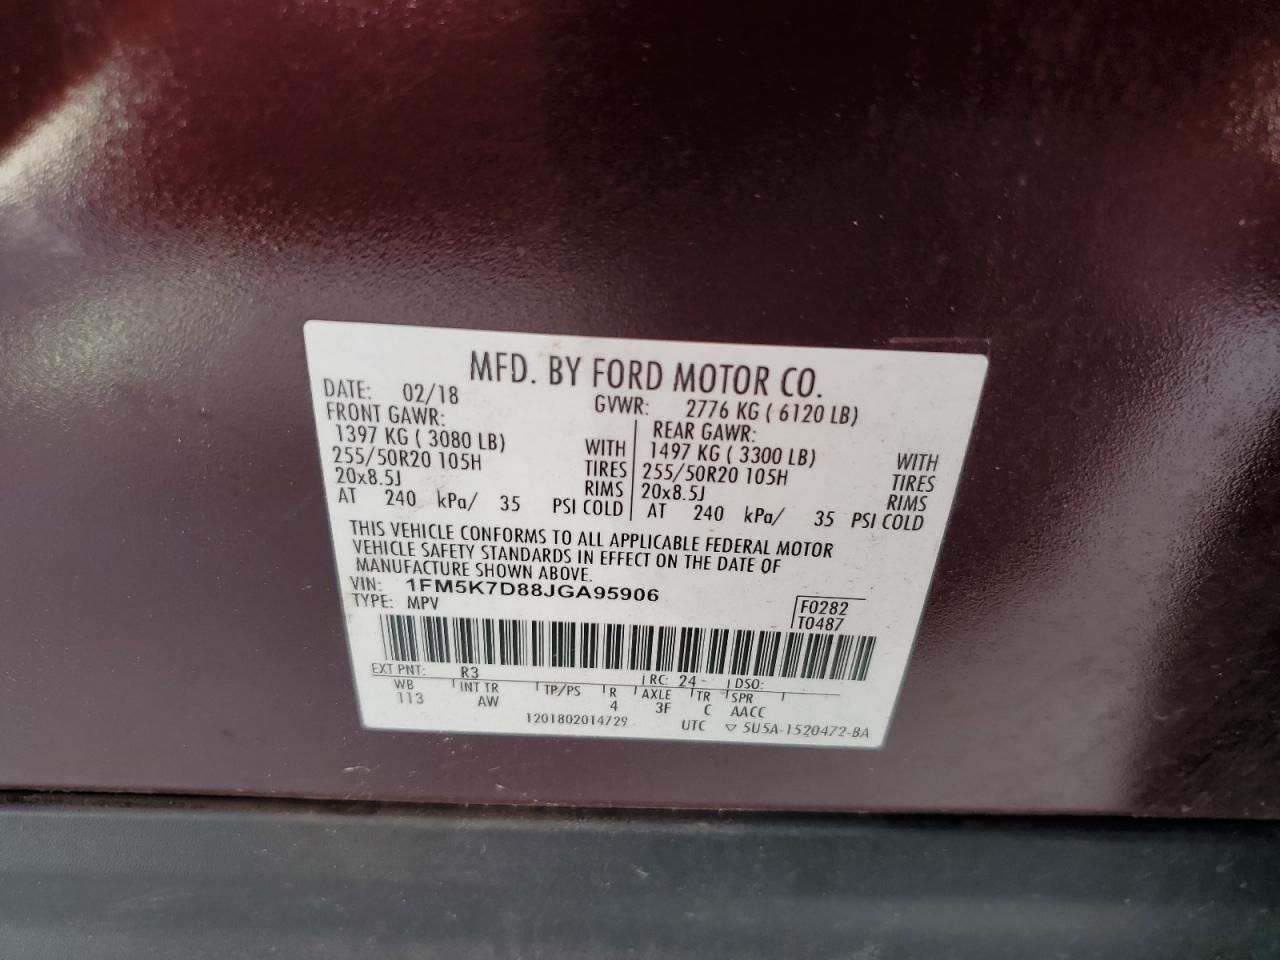 MFD. BY FORD MOTOR CO.
DATE: 02/18 GVWR: 2776 KG ( 6120 LB)
FRONT GAWR: REAR GAWR:
1397 KG ( 3080 LB) WITH 1497 KG ( 3300 LB) WITH
255/50R20 105H TIRES 255/50R20 105H TIRES
20x8.5J RIMS 20x8.5J RIMS
AT 240 kPa/ 35 PSI COLD AT 240 kPa/ 35 PSI COLD
THIS VEHICLE CONFORMS TO ALL APPLICABLE FEDERAL MOTOR
VEHICLE SAFETY STANDARDS IN EFFECT ON THE DATE OF
MANUFACTURE SHOWN ABOVE.
VIN: 1FM5K7D88JGA95906
TYPE: MPV F0282
T0487
EXT PNT: R3 RC: 24 - DSO:
WB INT TR TP/PS R AXLE TR SPR
113 AW 4 3F C AACC
1201802014729 UTC ▽ 5U5A-1520472-BA